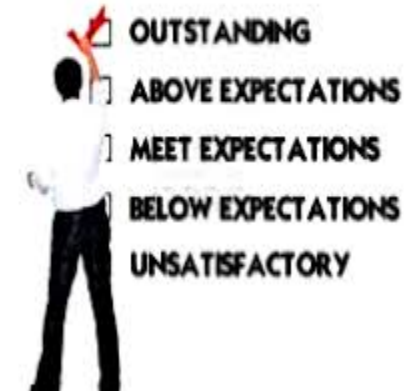 OUTSTANDING
ABOVE EXPECTATIONS
MEET EXPECTATIONS
BELOW EXPECTATIONS
UNSATISFACTORY